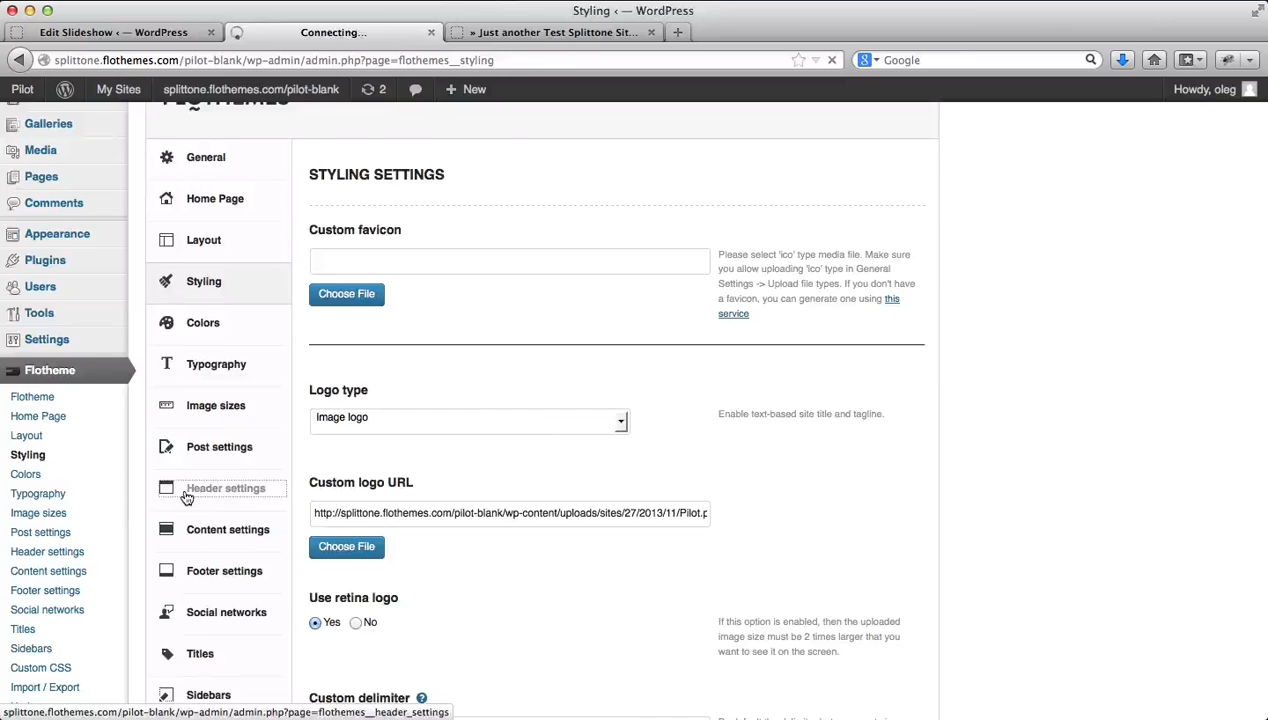 Styling ‹ — WordPress
Edit Slideshow ‹ — WordPress
Connecting...
» Just another Test Splittone Sit...
splittone.flothemes.com/pilot-blank/wp-admin/admin.php?page=flothemes__styling
Google
Pilot
My Sites
splittone.flothemes.com/pilot-blank
2
New
Howdy, oleg
FLOTHEMES
Galleries
Media
Pages
Comments
Appearance
Plugins
Users
Tools
Settings
Flotheme
Flotheme
Home Page
Layout
Styling
Colors
Typography
Image sizes
Post settings
Header settings
Content settings
Footer settings
Social networks
Titles
Sidebars
Custom CSS
Import / Export
General
Home Page
Layout
Styling
Colors
Typography
Image sizes
Post settings
Header settings
Content settings
Footer settings
Social networks
Titles
Sidebars
STYLING SETTINGS
Custom favicon
Choose File
Please select 'ico' type media file. Make sure
you allow uploading 'ico' type in General
Settings -> Upload file types. If you don't have
a favicon, you can generate one using this
service
Logo type
Image logo
Enable text-based site title and tagline.
Custom logo URL
http://splittone.flothemes.com/pilot-blank/wp-content/uploads/sites/27/2013/11/Pilot.p
Choose File
Use retina logo
Yes No
If this option is enabled, then the uploaded
image size must be 2 times larger that you
want to see it on the screen.
Custom delimiter ?
splittone.flothemes.com/pilot-blank/wp-admin/admin.php?page=flothemes__header_settings